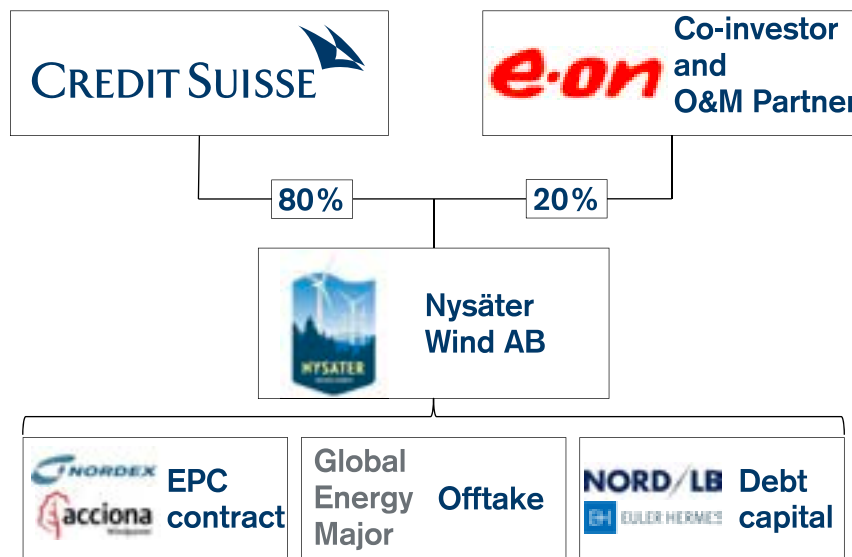 CREDIT SUISSE
e·on
Co-investor
and
O&M Partner
80%
20%
NYSATER
Nysäter
Wind AB
NORDEX
acciona
EPC
contract
Global
Energy
Major
Offtake
NORD/LB
EH EULER HERMES
Debt
capital